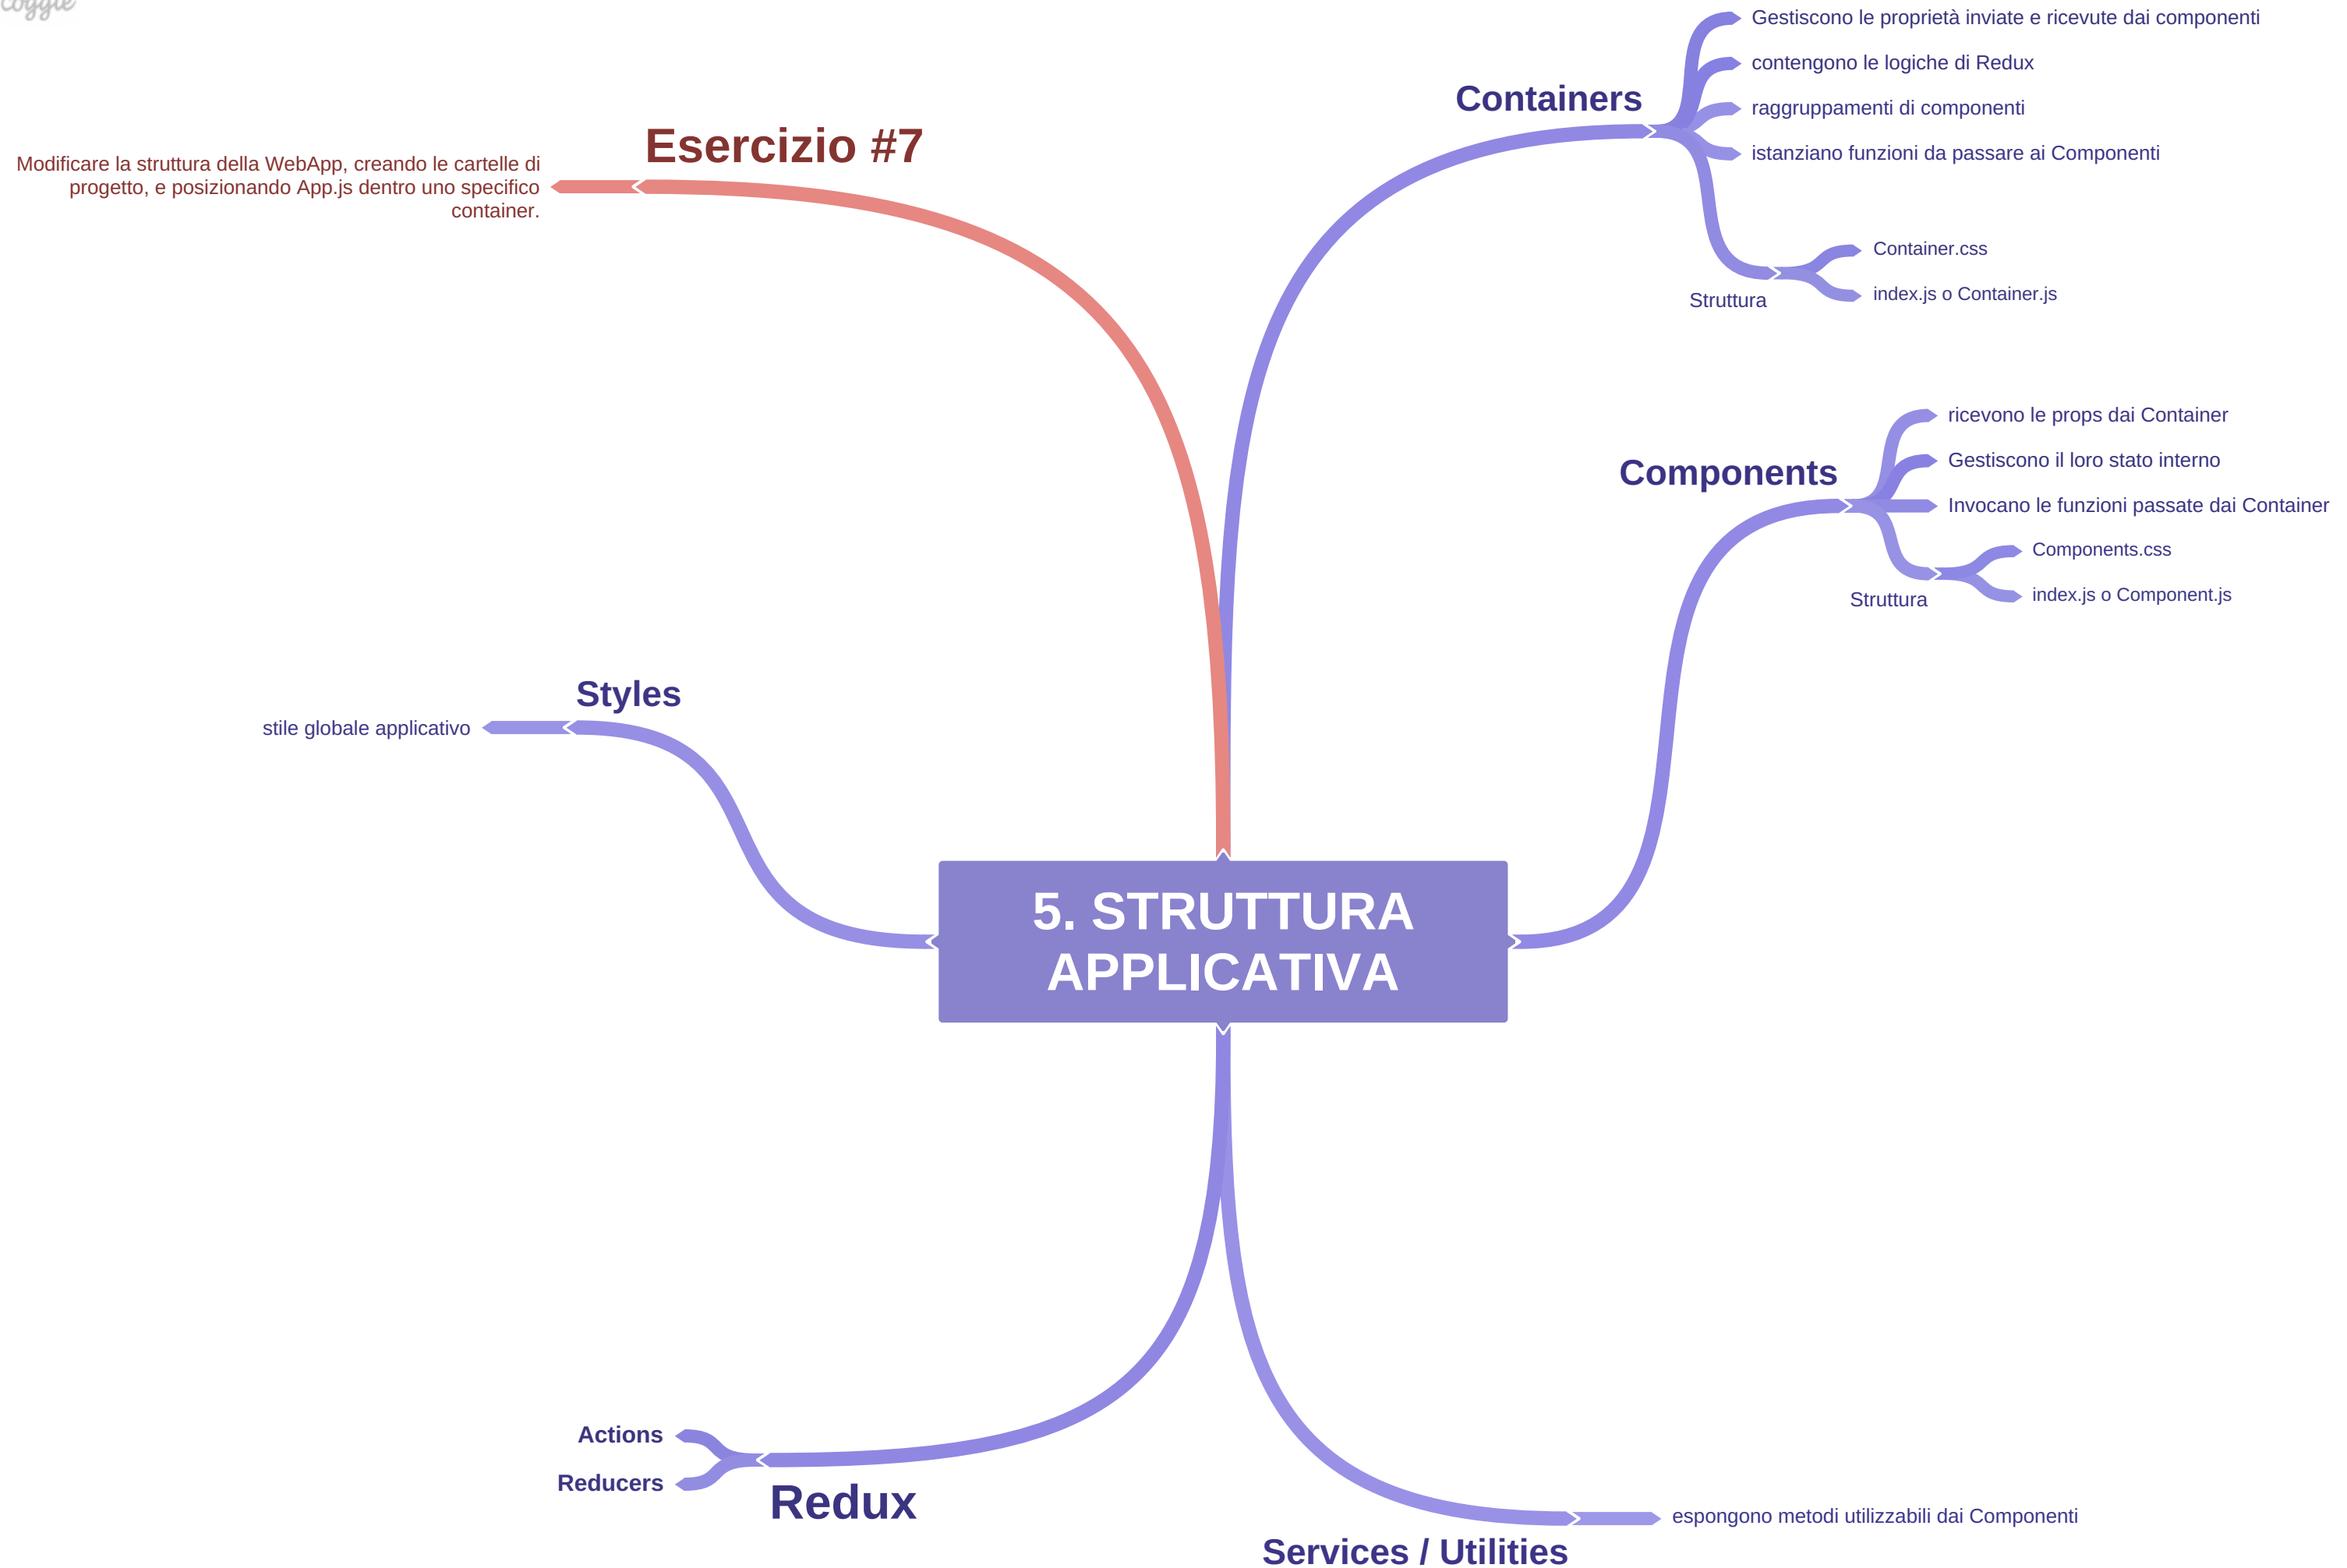 coggle
Gestiscono le proprietà inviate e ricevute dai componenti
contengono le logiche di Redux
Containers
raggruppamenti di componenti
istanziano funzioni da passare ai Componenti
Container.css
index.js o Container.js
Struttura
Esercizio #7
Modificare la struttura della WebApp, creando le cartelle di
progetto, e posizionando App.js dentro uno specifico
container.
ricevono le props dai Container
Gestiscono il loro stato interno
Components
Invocano le funzioni passate dai Container
Components.css
index.js o Component.js
Struttura
Styles
stile globale applicativo
5. STRUTTURA
APPLICATIVA
Actions
Reducers
Redux
espongono metodi utilizzabili dai Componenti
Services / Utilities